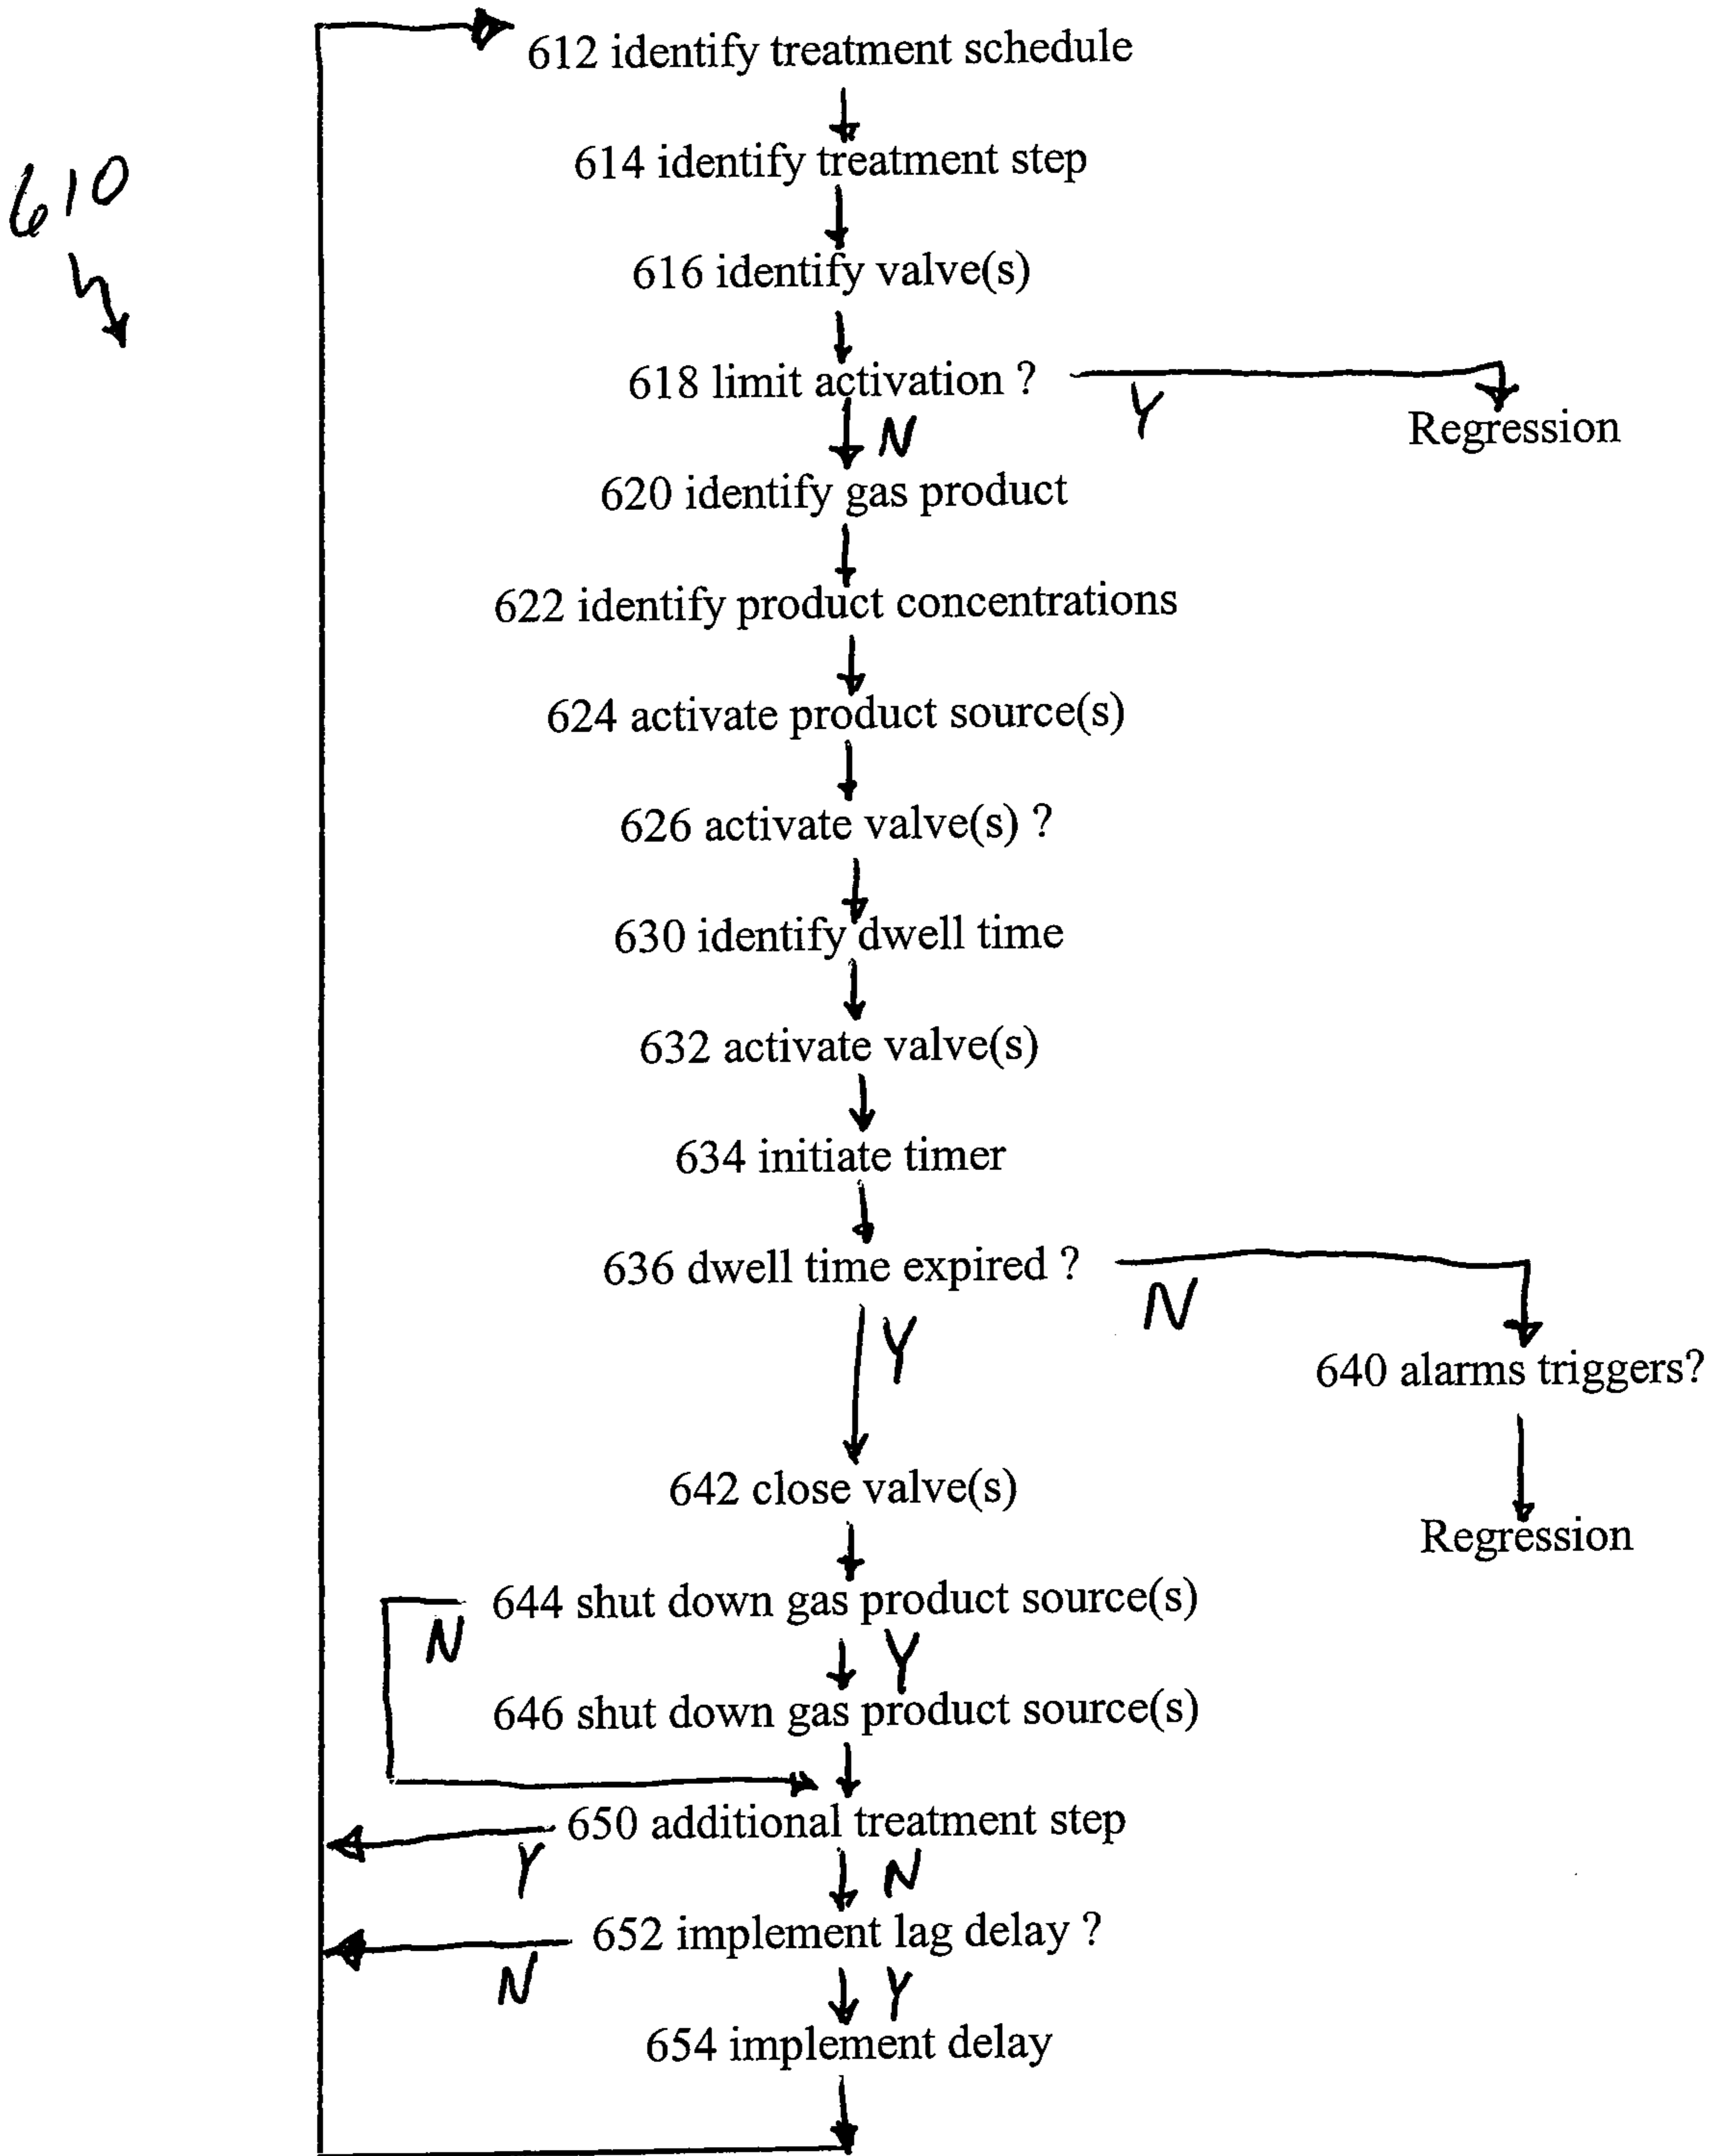 612 identify treatment schedule
610
614 identify treatment step
616 identify valve(s)
618 limit activation ?
Y
Regression
N
620 identify gas product
622 identify product concentrations
624 activate product source(s)
626 activate valve(s) ?
630 identify dwell time
632 activate valve(s)
634 initiate timer
636 dwell time expired ?
N
Y
640 alarms triggers?
642 close valve(s)
Regression
644 shut down gas product source(s)
N
Y
646 shut down gas product source(s)
650 additional treatment step
Y
N
652 implement lag delay ?
N
Y
654 implement delay